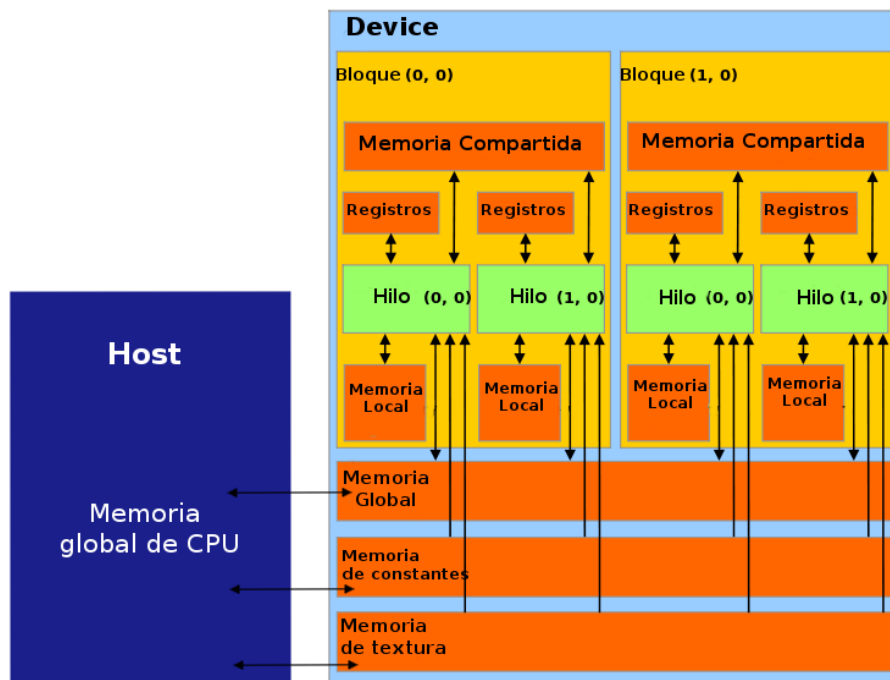 Device
Bloque (0, 0)
Bloque (1, 0)
Memoria Compartida
Memoria Compartida
Registros
Registros
Registros
Registros
Hilo (0, 0)
Hilo (1, 0)
Hilo (0, 0)
Hilo (1, 0)
Host
Memoria
Local
Memoria
Local
Memoria
Local
Memoria
Local
Memoria
Global
Memoria
global de CPU
Memoria
de constantes
Memoria
de textura